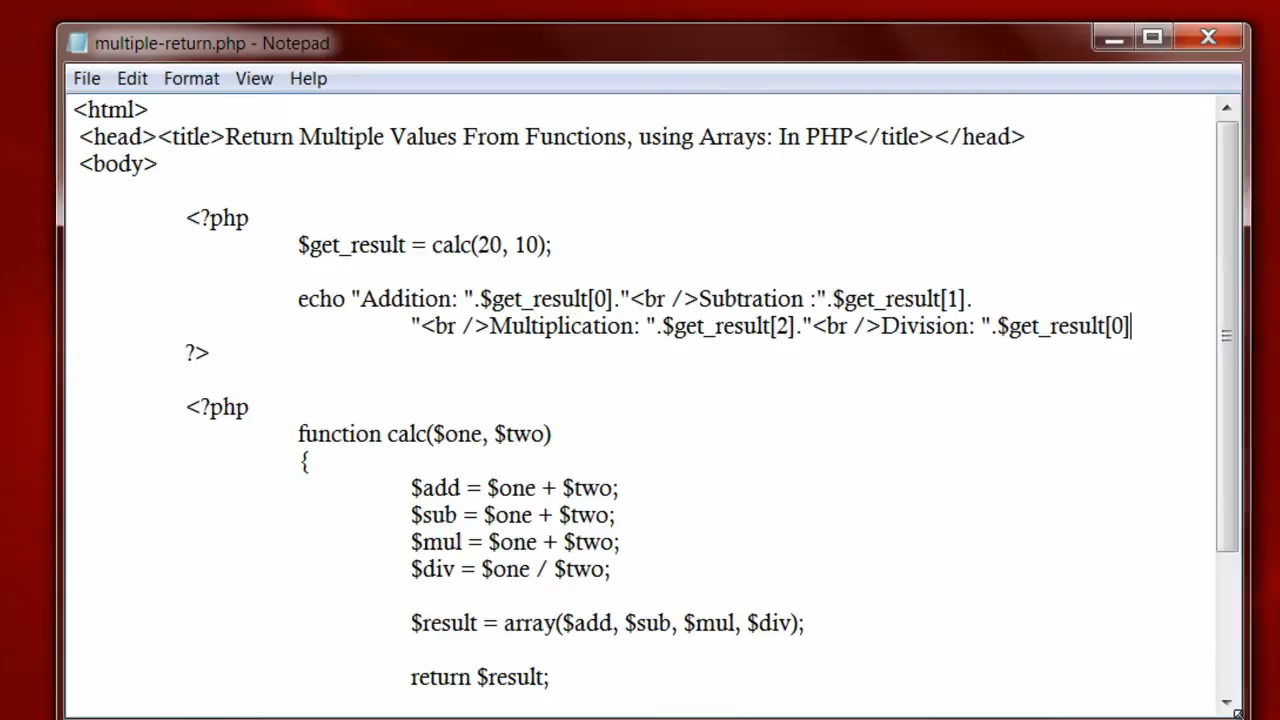 multiple-return.php - Notepad
File Edit Format View Help
<html>
<head><title>Return Multiple Values From Functions, using Arrays: In PHP</title></head>
<body>
<?php
$get_result = calc(20, 10);
echo "Addition: ".$get_result[0]."<br />Subtration :".$get_result[1].
"<br />Multiplication: ".$get_result[2]."<br />Division: ".$get_result[0]
?>
<?php
function calc($one, $two)
{
$add = $one + $two;
$sub = $one + $two;
$mul = $one + $two;
$div = $one / $two;
$result = array($add, $sub, $mul, $div);
return $result;